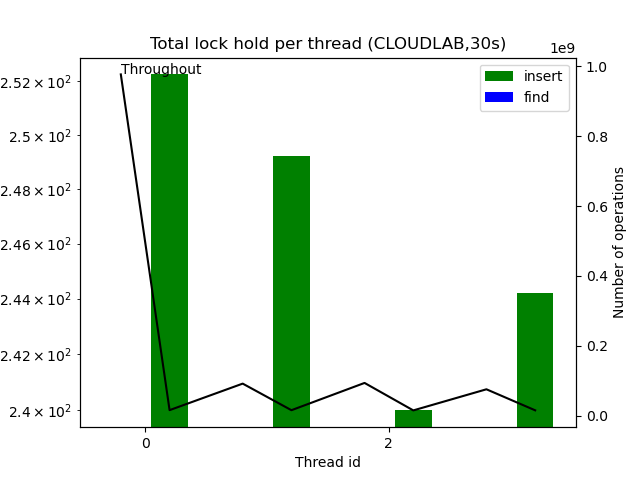 Total lock hold per thread (CLOUDLAB,30s)
1e9
Throughout
insert
find
2.52 × 10²
2.5 × 10²
2.48 × 10²
2.46 × 10²
2.44 × 10²
2.42 × 10²
2.4 × 10²
1.0
0.8
0.6
0.4
0.2
0.0
Number of operations
0
2
Thread id